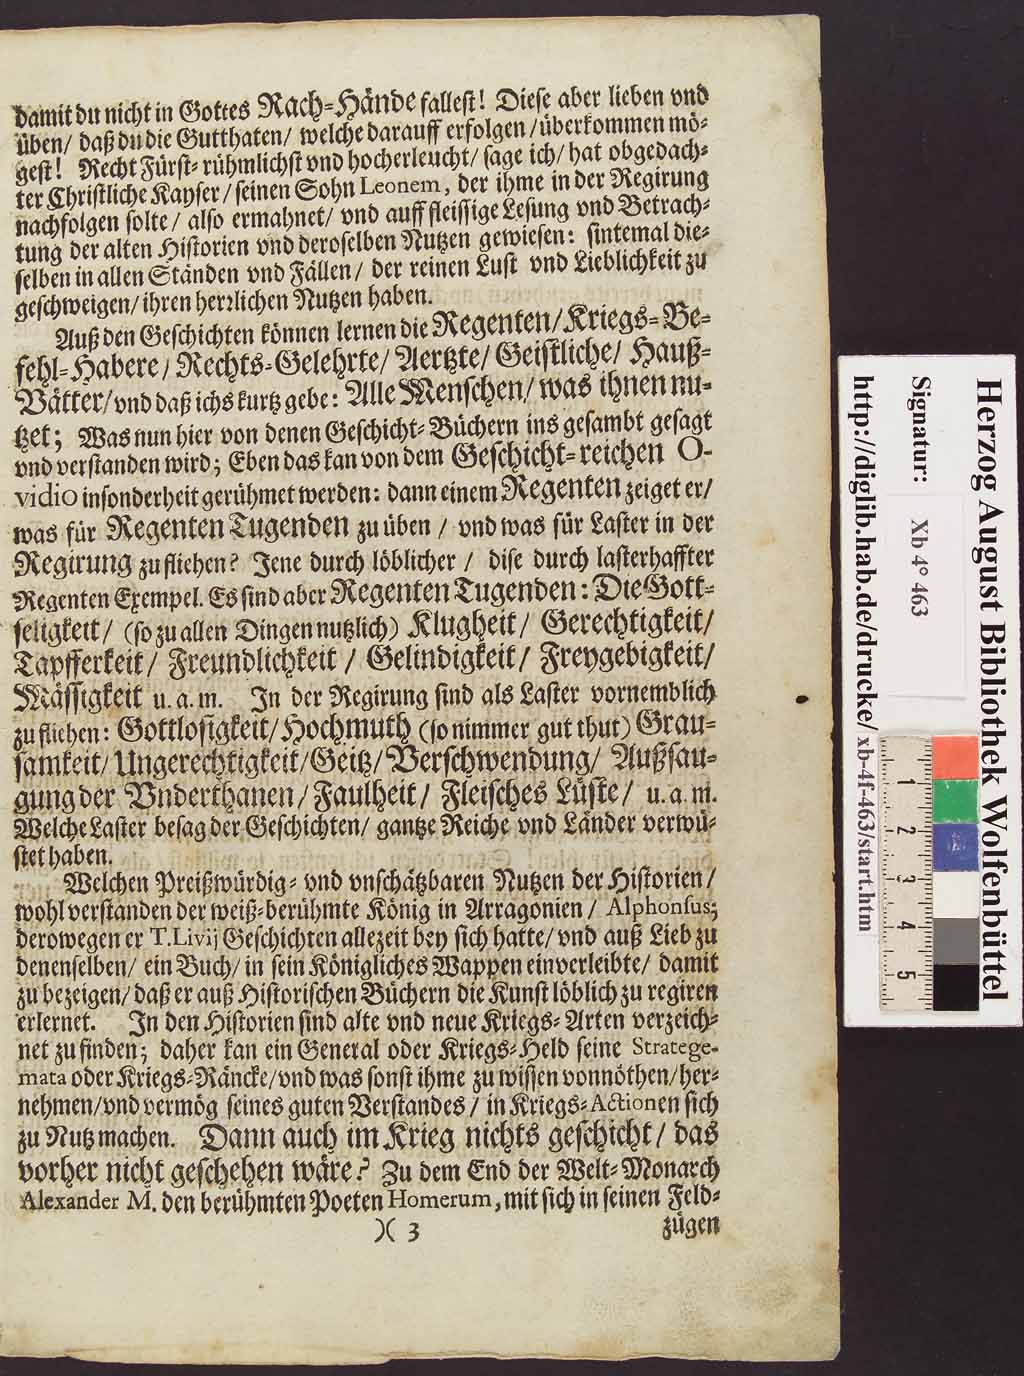 damit du nicht in Gottes Rach-Hände fallest! Diese aber lieben vnd
üben/ daß du die Gutthaten/ welche darauff erfolgen/ überkommen mö-
gest! Recht Fürst-rühmlichst vnd hocherleucht/ sage ich/ hat obgedach-
ter Christliche Kayser/ seinen Sohn Leonem, der ihme in der Regirung
nachfolgen solte/ also ermahnet/ vnd auff fleissige Lesung vnd Betrach-
tung der alten Historien vnd deroselben Nutzen gewiesen: sintemal die-
selben in allen Ständen vnd Fällen/ der reinen Lust vnd Lieblichkeit zu
geschweigen/ ihren herrlichen Nutzen haben.
Auß den Geschichten können lernen die Regenten/ Kriegs-Be-
fehl-Habere/ Rechts-Gelehrte/ Aertzte/ Geistliche/ Hauß-
Vätter/ vnd daß ichs kurtz gebe: Alle Menschen/ was ihnen nu-
tzet; Was nun hier von denen Geschicht-Büchern ins gesambt gesagt
vnd verstanden wird; Eben das kan von dem Geschicht-reichen O-
vidio insonderheit gerühmet werden: dann einem Regenten zeiget er/
was für Regenten Tugenden zu üben / vnd was für Laster in der
Regirung zu fliehen? Jene durch löblicher / dise durch lasterhaffter
Regenten Exempel. Es sind aber Regenten Tugenden: Die Gott-
seligkeit/ (so zu allen Dingen nutzlich) Klugheit/ Gerechtigkeit/
Tapfferkeit/ Freundlichkeit / Gelindigkeit/ Freygebigkeit/
Mässigkeit u. a. m. In der Regirung sind als Laster vornemblich
zu fliehen: Gottlosigkeit/ Hochmuth (so nimmer gut thut) Grau-
samkeit/ Ungerechtigkeit/ Geitz/ Verschwendung/ Außsau-
gung der Vnderthanen/ Faulheit/ Fleisches Lüste/ u. a. m.
Welche Laster besag der Geschichten/ gantze Reiche vnd Länder verwü-
stet haben.
Welchen Preißwürdig- vnd vnschätzbaren Nutzen der Historien/
wohl verstanden der weiß-berühmte König in Arragonien / Alphonsus;
derowegen er T. Livij Geschichten allezeit bey sich hatte/ vnd auß Lieb zu
denenselben/ ein Buch/ in sein Königliches Wappen einverleibte/ damit
zu bezeigen/ daß er auß Historischen Büchern die Kunst löblich zu regiren
erlernet. In den Historien sind alte vnd neue Kriegs-Arten verzeich-
net zu finden; daher kan ein General oder Kriegs-Held seine Stratege-
mata oder Kriegs-Räncke/ vnd was sonst ihme zu wissen vonnöthen/ her-
nehmen/ vnd vermög seines guten Verstandes / in Kriegs-Actionen sich
zu Nutz machen. Dann auch im Krieg nichts geschicht/ das
vorher nicht geschehen wäre? Zu dem End der Welt-Monarch
Alexander M. den berühmten Poeten Homerum, mit sich in seinen Feld-
)( 3
zügen
Herzog August Bibliothek Wolfenbüttel
Signatur: Xb 4° 463
http://diglib.hab.de/drucke/xb-4f-463/start.htm
1 2 3 4 5